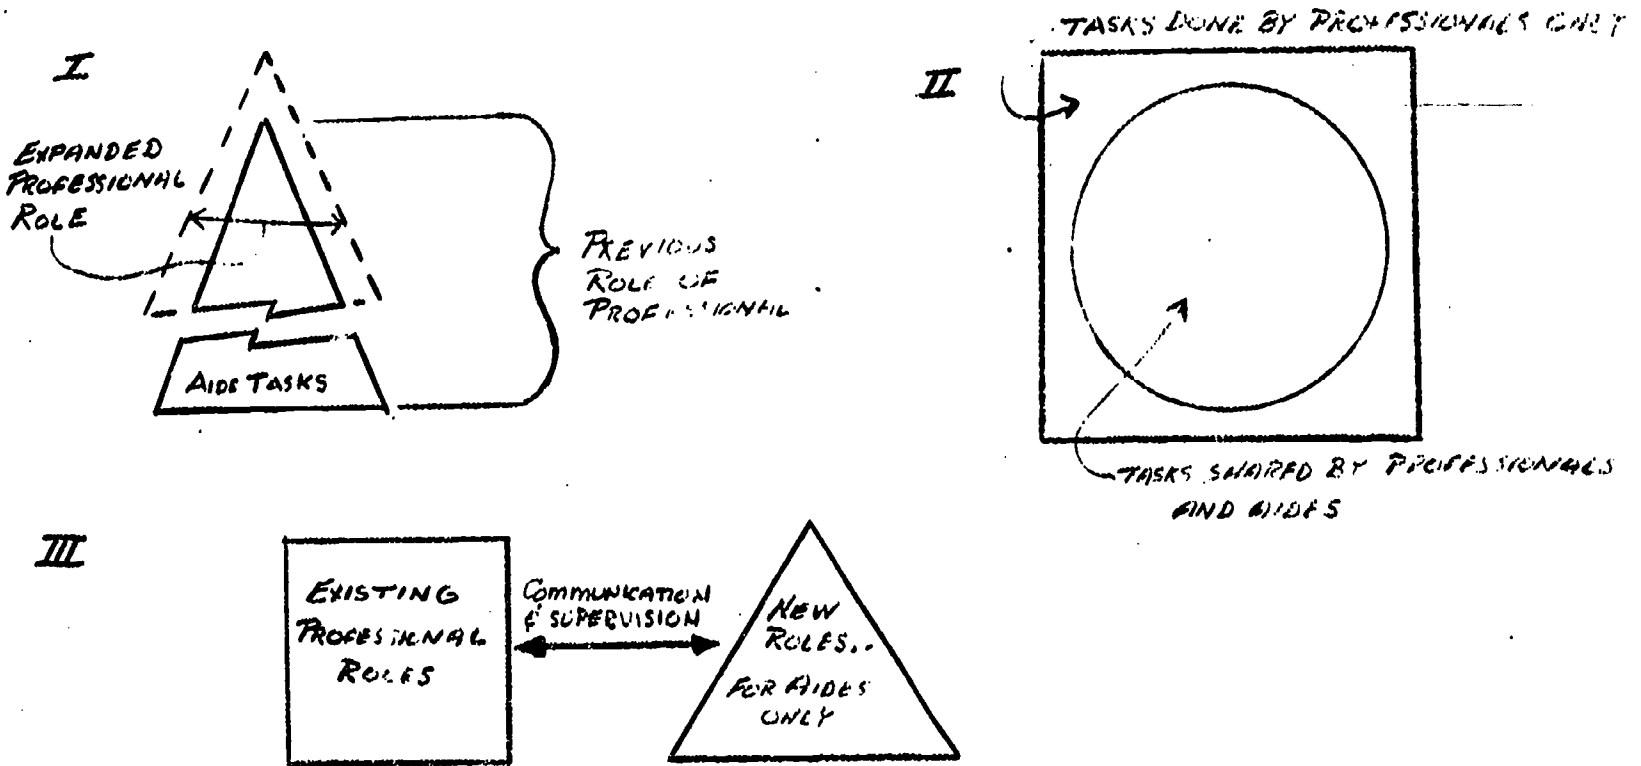 I
EXPANDED
PROFESSIONAL
ROLE
PREVIOUS
ROLE OF
PROFESSIONAL
AIDE TASKS
II
TASKS DONE BY PROFESSIONALS ONLY
TASKS SHARED BY PROFESSIONALS
AND AIDES
III
EXISTING
PROFESSIONAL
ROLES
COMMUNICATION
& SUPERVISION
NEW
ROLES..
FOR AIDES
ONLY